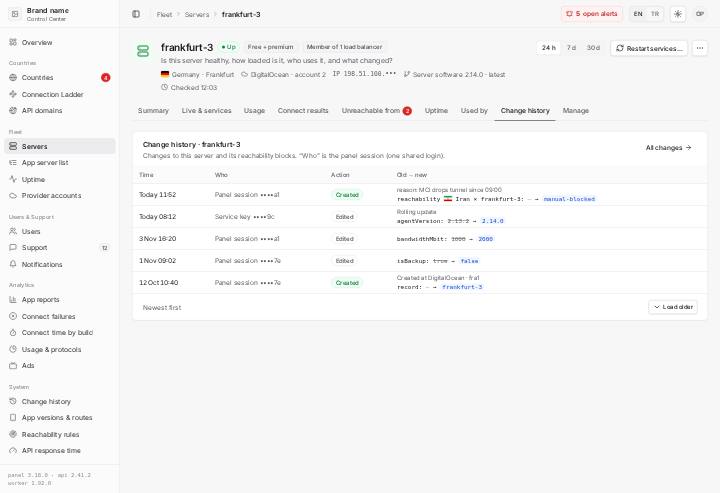 Brand name
Control Center
Overview
Countries
Countries 4
Connection Ladder
API domains
Fleet
Servers
App server list
Uptime
Provider accounts
Users & Support
Users
Support 12
Notifications
Analytics
App reports
Connect failures
Connect time by build
Usage & protocols
Ads
System
Change history
App versions & routes
Reachability rules
API response time
panel 3.18.0 · api 2.41.2
worker 1.92.0
Fleet > Servers > frankfurt-3
5 open alerts
EN TR
OP
frankfurt-3 Up Free + premium Member of 1 load balancer
24 h 7 d 30 d Restart services...
Is this server healthy, how loaded is it, who uses it, and what changed?
Germany · Frankfurt DigitalOcean · account 2 IP 198.51.100.••• Server software 2.14.0 · latest
Checked 12:03
Summary Live & services Usage Connect results Unreachable from 2 Uptime Used by Change history Manage
Change history · frankfurt-3
Changes to this server and its reachability blocks. "Who" is the panel session (one shared login).
All changes →
Time Who Action Old → new
Today 11:52 Panel session ••••a1 Created
reason: MCI drops tunnel since 09:00
reachability Iran × frankfurt-3: — → manual-blocked
Today 08:12 Service key ••••9c Edited
Rolling update
agentVersion: 2.13.2 → 2.14.0
3 Nov 16:20 Panel session ••••a1 Edited bandwidthMbit: 1000 → 2000
1 Nov 09:02 Panel session ••••7e Edited isBackup: true → false
12 Oct 10:40 Panel session ••••7e Created
Created at DigitalOcean · fra1
record: — → frankfurt-3
Newest first
Load older